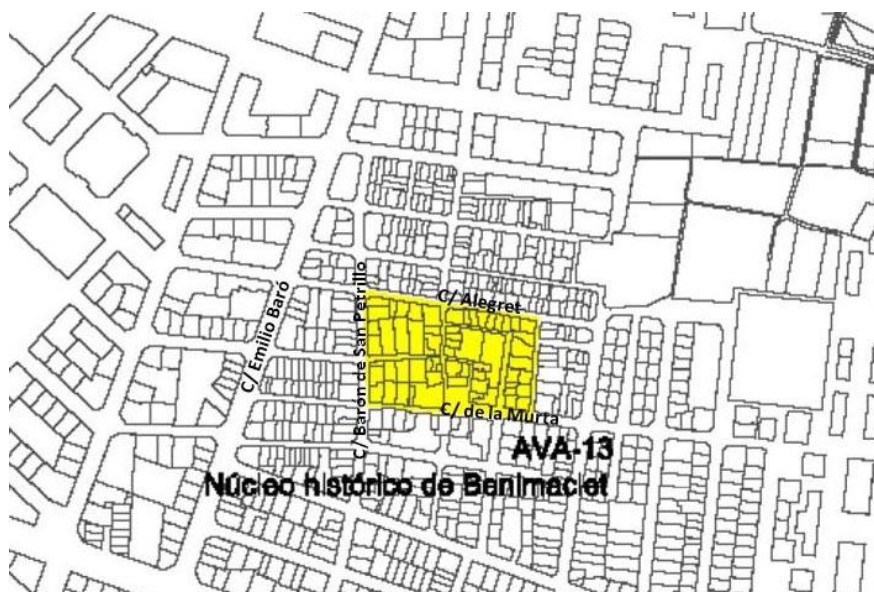 C/ Alegret
C/ Barón de San Petrillo
C/ Emilio Baró
C/ de la Murta
AVA-13
Núcleo histórico de Benimaclet